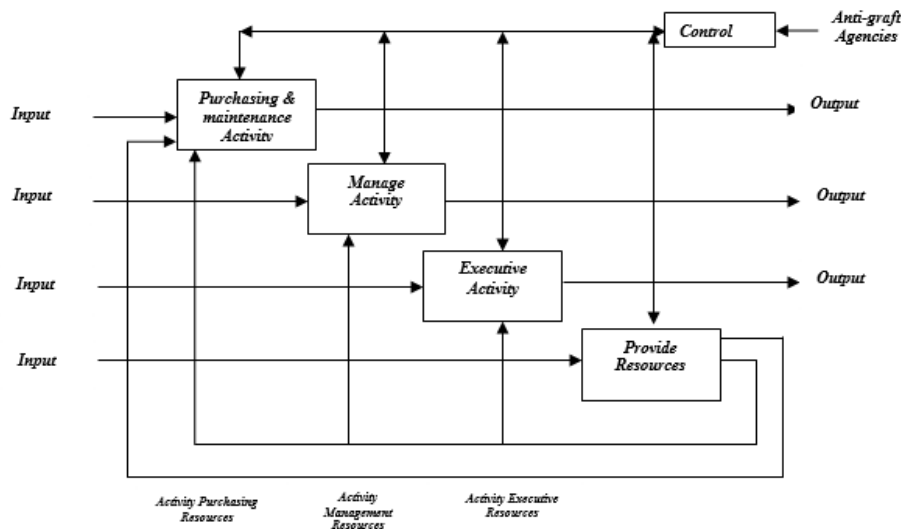 Anti-graft
Agencies
Control
Purchasing &
maintenance
Activity
Input
Output
Manage
Activity
Input
Output
Executive
Activity
Input
Output
Provide
Resources
Input
Activity Purchasing
Resources
Activity
Management
Resources
Activity Executive
Resources